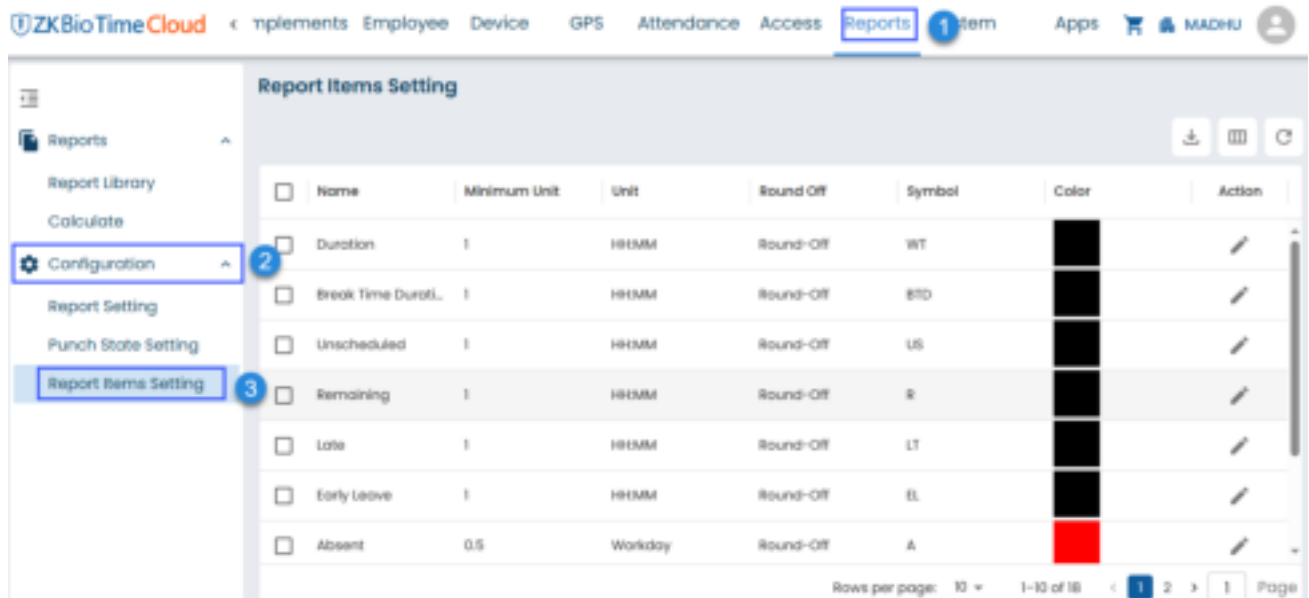 ZKBioTime Cloud < mplements Employee Device GPS Attendance Access Reports 1 tem Apps MADHU
Report Items Setting
Reports
Report Library
Calculate
Configuration 2
Report Setting
Punch State Setting
Report Items Setting 3
Name Minimum Unit Unit Round Off Symbol Color Action
Duration 1 HH:MM Round-Off WT
Break Time Durati... 1 HH:MM Round-Off BTD
Unscheduled 1 HH:MM Round-Off US
Remaining 1 HH:MM Round-Off R
Late 1 HH:MM Round-Off LT
Early Leave 1 HH:MM Round-Off EL
Absent 0.5 Workday Round-Off A
Rows per page: 10 1-10 of 18 < 1 2 > 1 Page